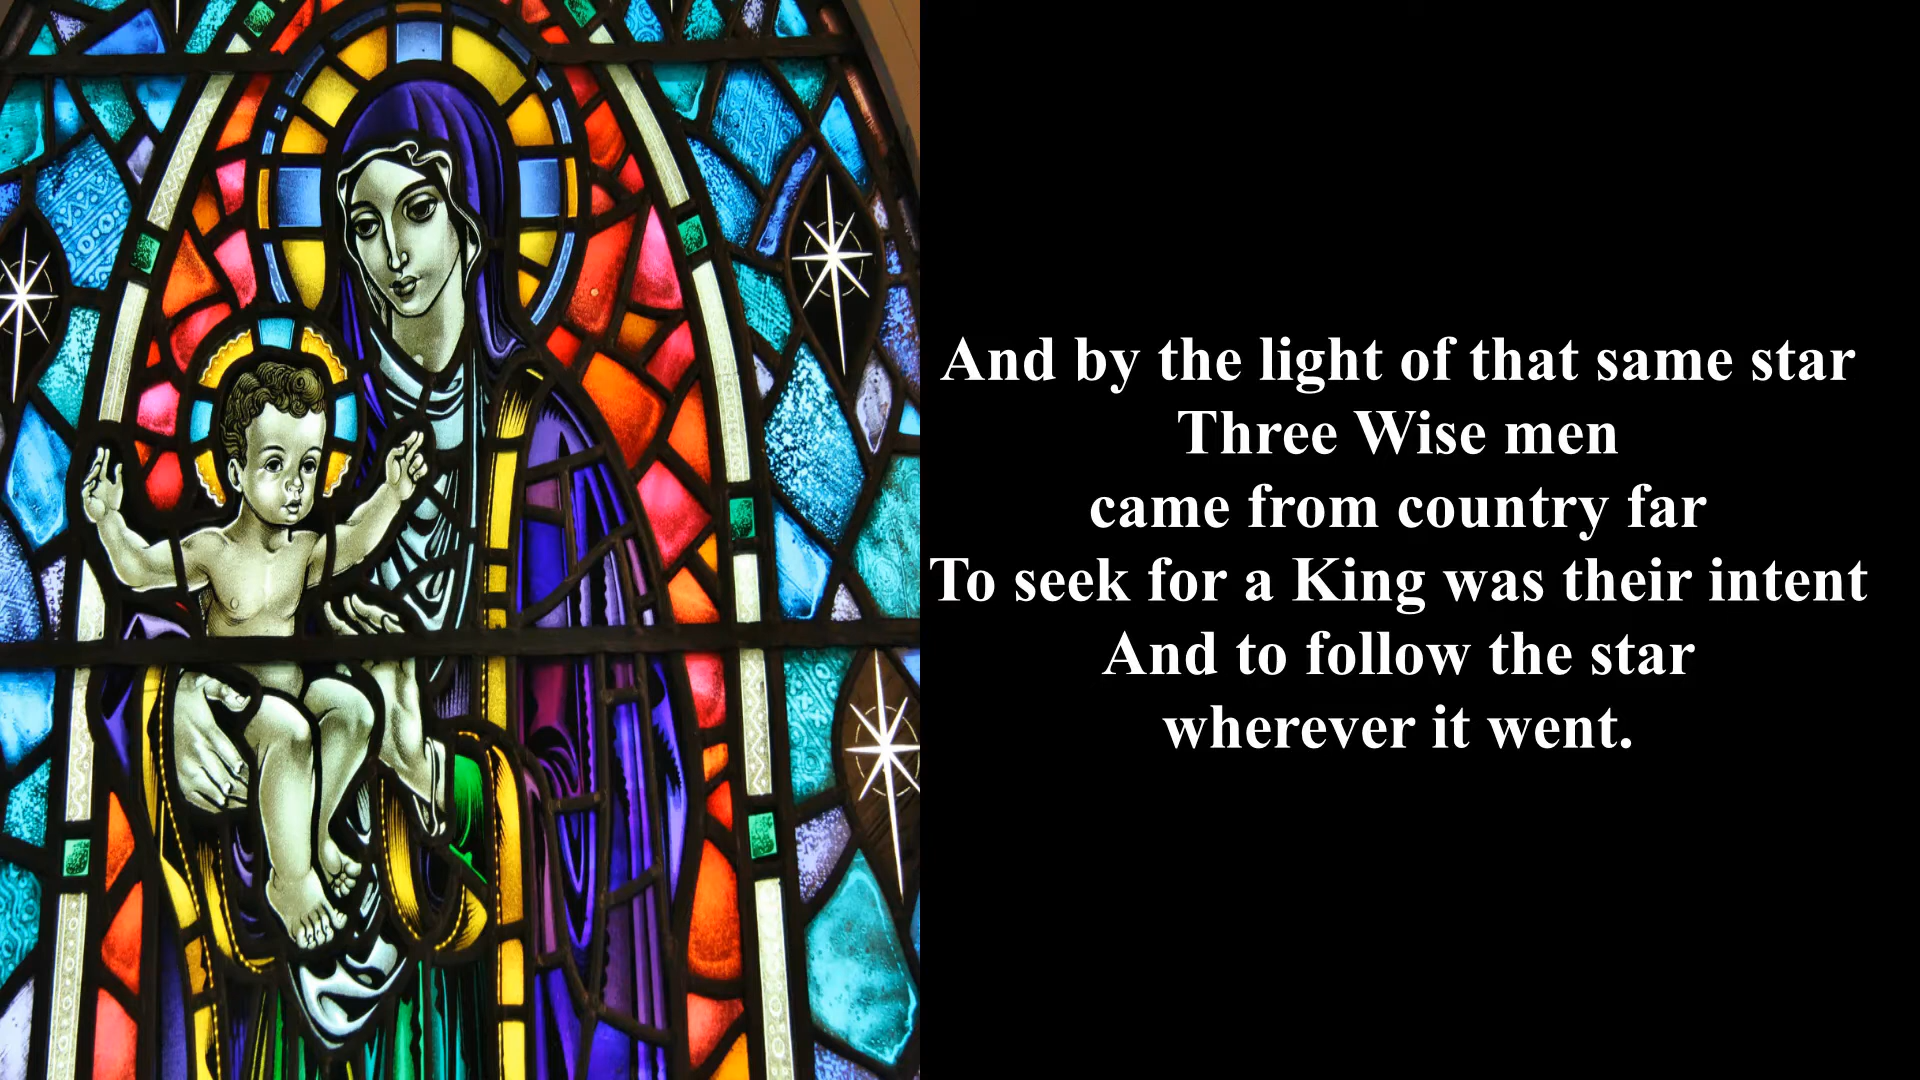 And by the light of that same star
Three Wise men
came from country far
To seek for a King was their intent
And to follow the star
wherever it went.